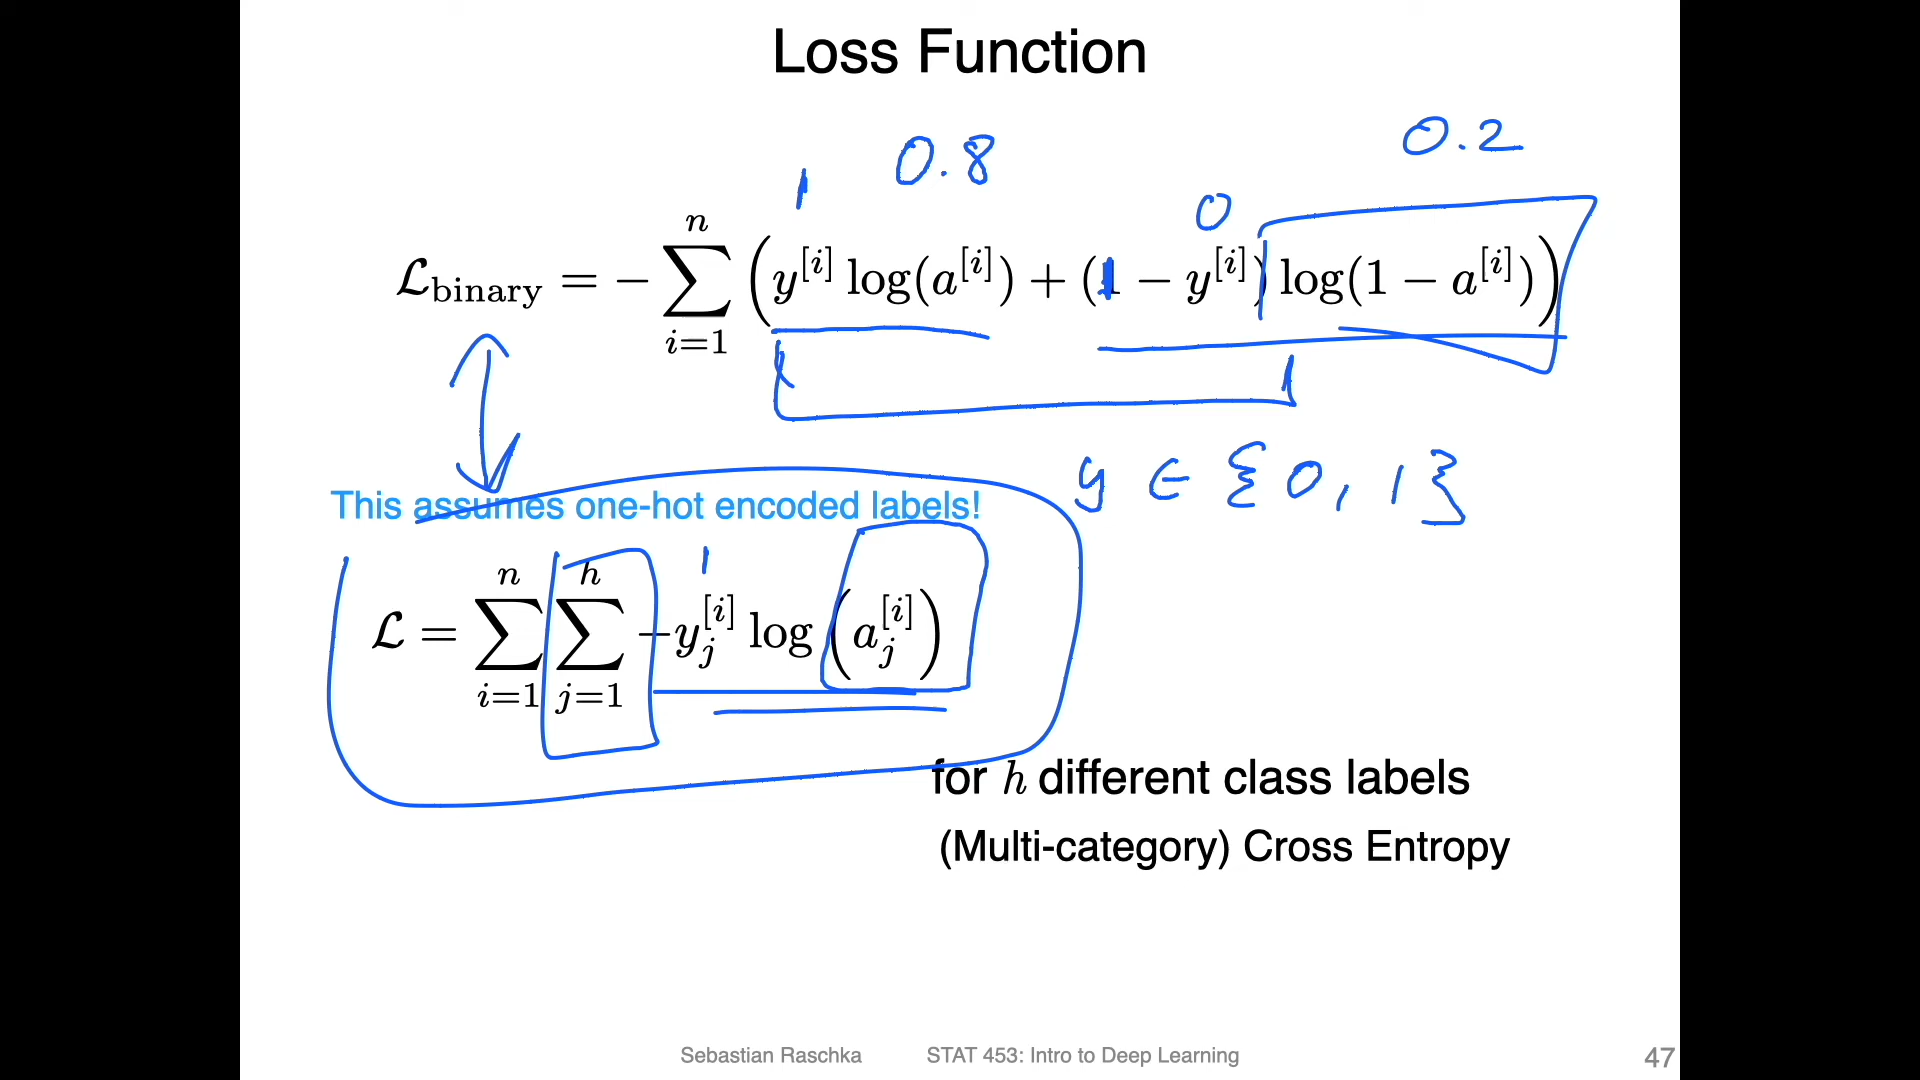 Loss Function
0.8
0.2
1
0
\mathcal{L}_{\text{binary}} = -\sum_{i=1}^{n} \left( y^{[i]} \log(a^{[i]}) + (1 - y^{[i]}) \log(1 - a^{[i]}) \right)
y ∈ {0, 1}
This assumes one-hot encoded labels!
1
\mathcal{L} = \sum_{i=1}^{n} \sum_{j=1}^{h} -y_j^{[i]} \log \left( a_j^{[i]} \right)
for h different class labels
(Multi-category) Cross Entropy
Sebastian Raschka STAT 453: Intro to Deep Learning 47